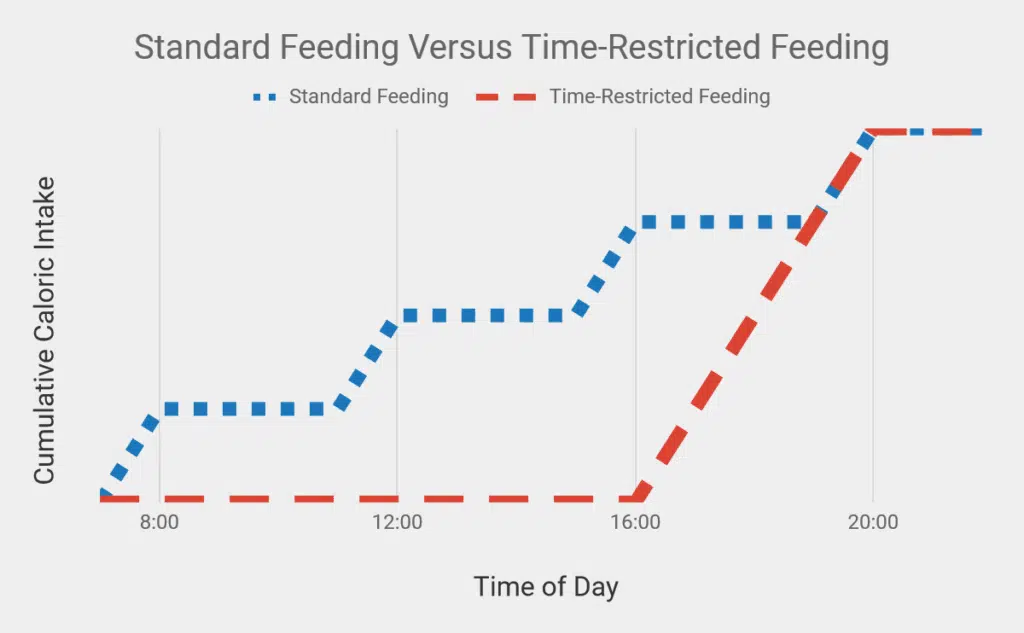 Standard Feeding Versus Time-Restricted Feeding
Standard Feeding Time-Restricted Feeding
Cumulative Caloric Intake
8:00 12:00 16:00 20:00
Time of Day